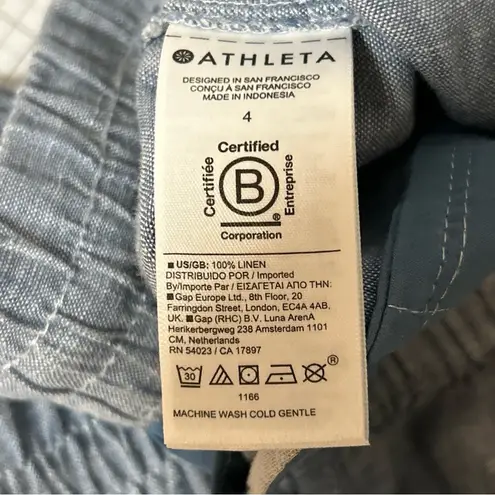 ATHLETA
DESIGNED IN SAN FRANCISCO
CONÇU À SAN FRANCISCO
MADE IN INDONESIA
4
Certified
Certifiée
B
Entreprise
®
Corporation
■ US/GB: 100% LINEN
DISTRIBUIDO POR / Imported
By/Importe Par / ΕΙΣΑΓΕΤΑΙ ΑΠΟ ΤΗΝ:
■ Gap Europe Ltd., 8th Floor, 20
Farringdon Street, London, EC4A 4AB,
UK. ■ Gap (RHC) B.V. Luna ArenA
Herikerbergweg 238 Amsterdam 1101
CM, Netherlands
RN 54023 / CA 17897
30
®
1166
MACHINE WASH COLD GENTLE